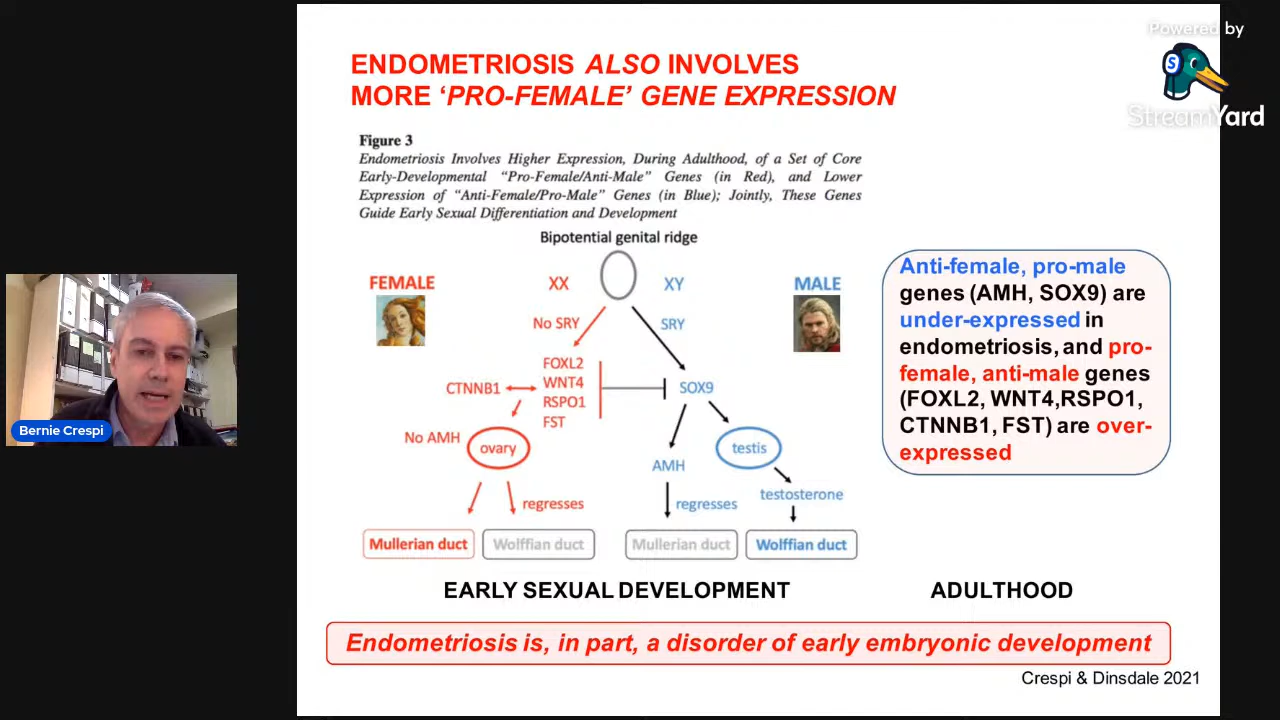 Powered by
StreamYard
ENDOMETRIOSIS ALSO INVOLVES
MORE ‘PRO-FEMALE’ GENE EXPRESSION
Figure 3
Endometriosis Involves Higher Expression, During Adulthood, of a Set of Core
Early-Developmental “Pro-Female/Anti-Male” Genes (in Red), and Lower
Expression of “Anti-Female/Pro-Male” Genes (in Blue); Jointly, These Genes
Guide Early Sexual Differentiation and Development
Bipotential genital ridge
FEMALE
XX
XY
MALE
No SRY
SRY
FOXL2
CTNNB1
WNT4
RSPO1
FST
SOX9
No AMH
ovary
AMH
testis
testosterone
regresses
regresses
Mullerian duct
Wolffian duct
Mullerian duct
Wolffian duct
Anti-female, pro-male
genes (AMH, SOX9) are
under-expressed in
endometriosis, and pro-
female, anti-male genes
(FOXL2, WNT4,RSPO1,
CTNNB1, FST) are over-
expressed
EARLY SEXUAL DEVELOPMENT
ADULTHOOD
Endometriosis is, in part, a disorder of early embryonic development
Crespi & Dinsdale 2021
Bernie Crespi